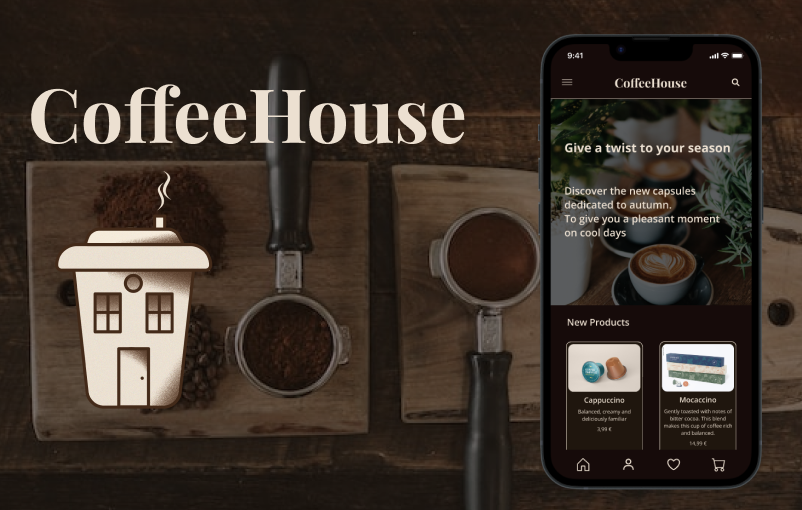 CoffeeHouse
9:41
CoffeeHouse
Give a twist to your season
Discover the new capsules
dedicated to autumn.
To give you a pleasant moment
on cool days
New Products
Cappuccino
Balanced, creamy and
deliciously familiar
3,99 €
Mocaccino
Gently toasted with notes of
bitter cocoa. This blend
makes this cup of coffee rich
and balanced.
14,99 €